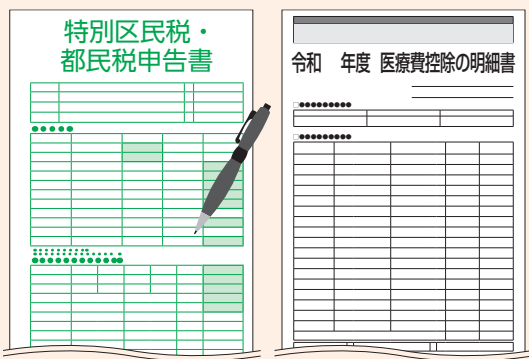 特別区民税・
都民税申告書
令和　年度 医療費控除の明細書